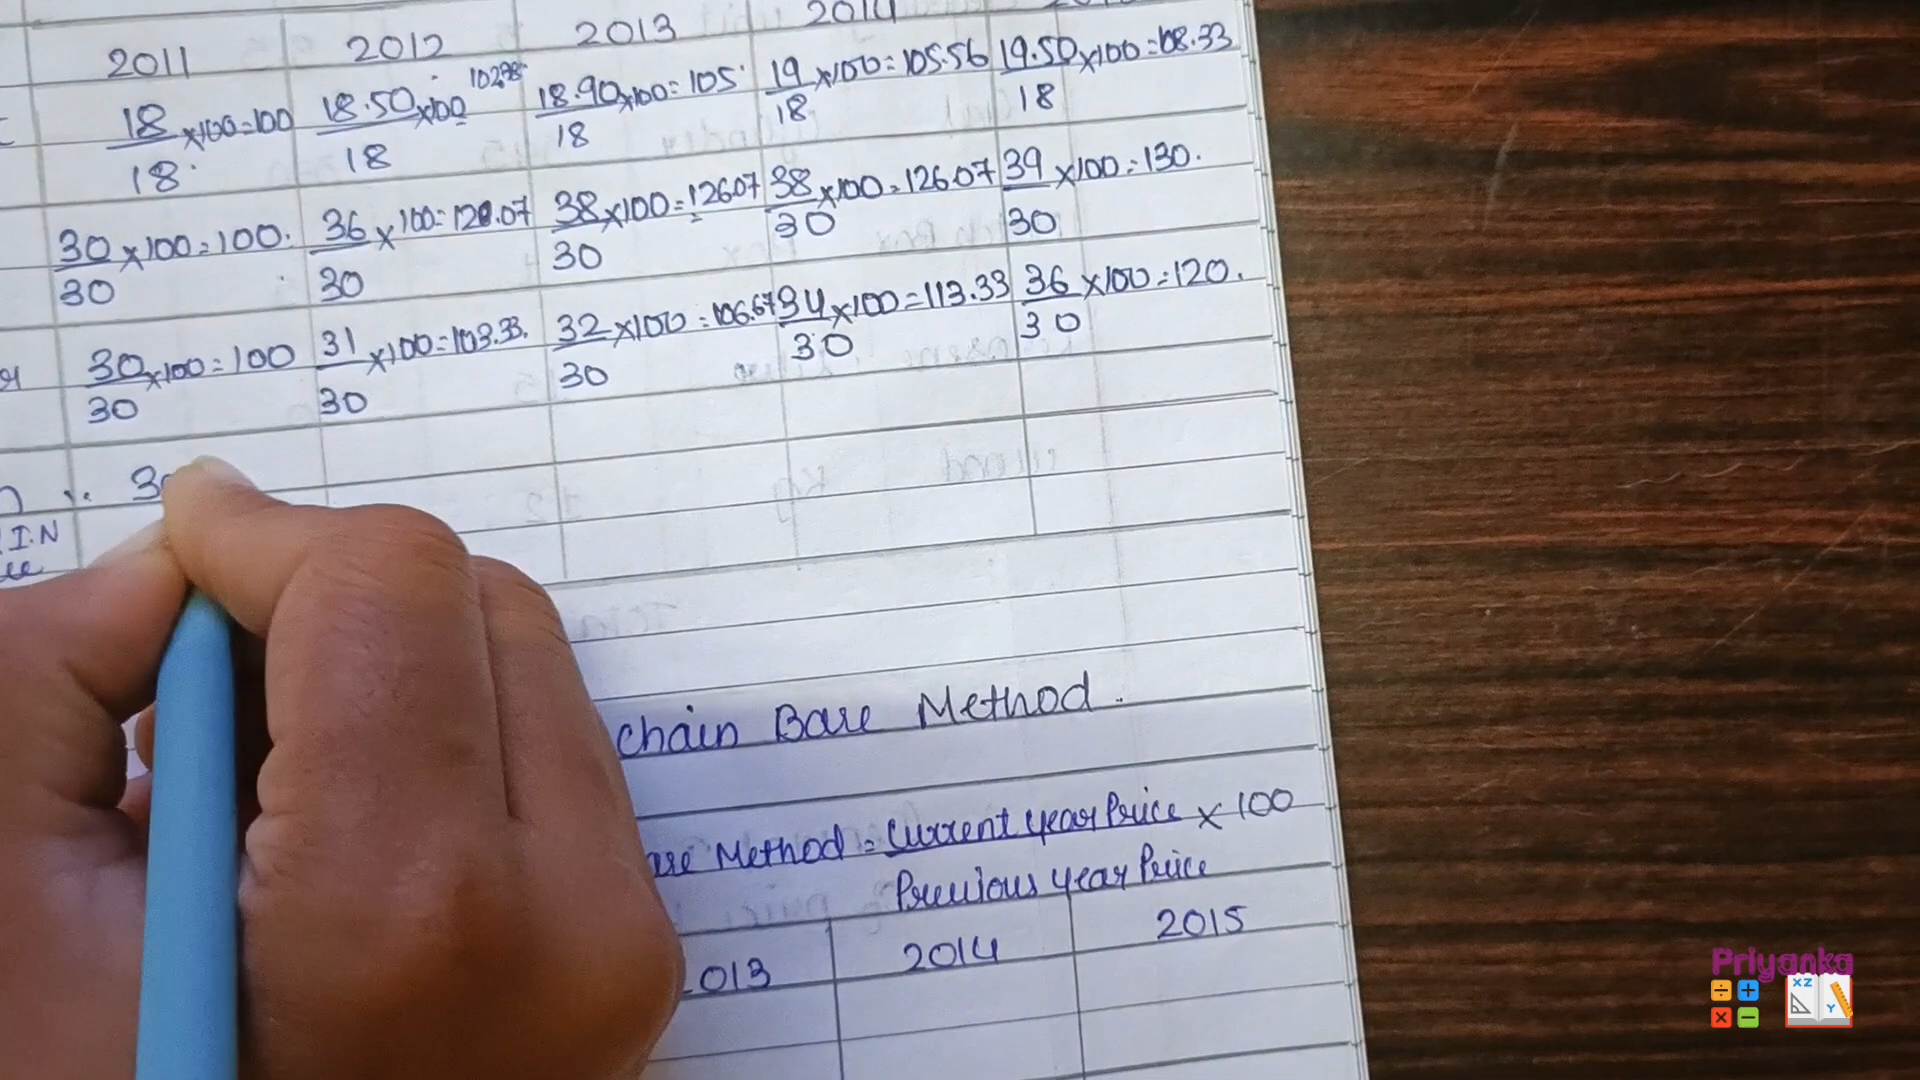 2011 2012 2013 2014
18/18 x100=100 18.50/18 x100 102.78 18.90/18 x100=105 19/18 x100=105.56 19.50/18 x100=108.33
30/30 x100=100. 36/30 x100=120.07 38/30 x100=126.07 38/30 x100=126.07 39/30 x100=130.
30/30 x100=100 31/30 x100=103.33. 32/30 x100=106.67 34/30 x100=113.33 36/30 x100=120.
30
I.N
chain Base Method.
Method = Current year Price x 100
Previous year Price
2014 2015
Priyanka
XZ
Y